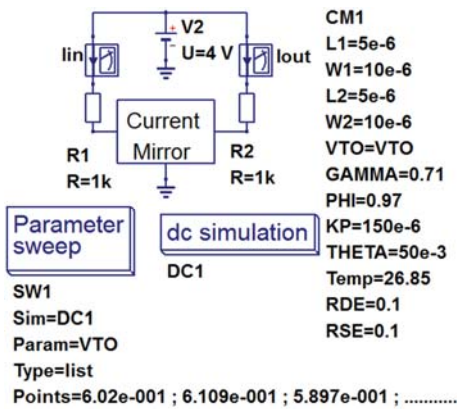 V2
U=4 V
Iin
Iout
Current
Mirror
R1
R=1k
R2
R=1k
CM1
L1=5e-6
W1=10e-6
L2=5e-6
W2=10e-6
VTO=VTO
GAMMA=0.71
PHI=0.97
KP=150e-6
THETA=50e-3
Temp=26.85
RDE=0.1
RSE=0.1
Parameter
sweep
dc simulation
DC1
SW1
Sim=DC1
Param=VTO
Type=list
Points=6.02e-001 ; 6.109e-001 ; 5.897e-001 ; ...........